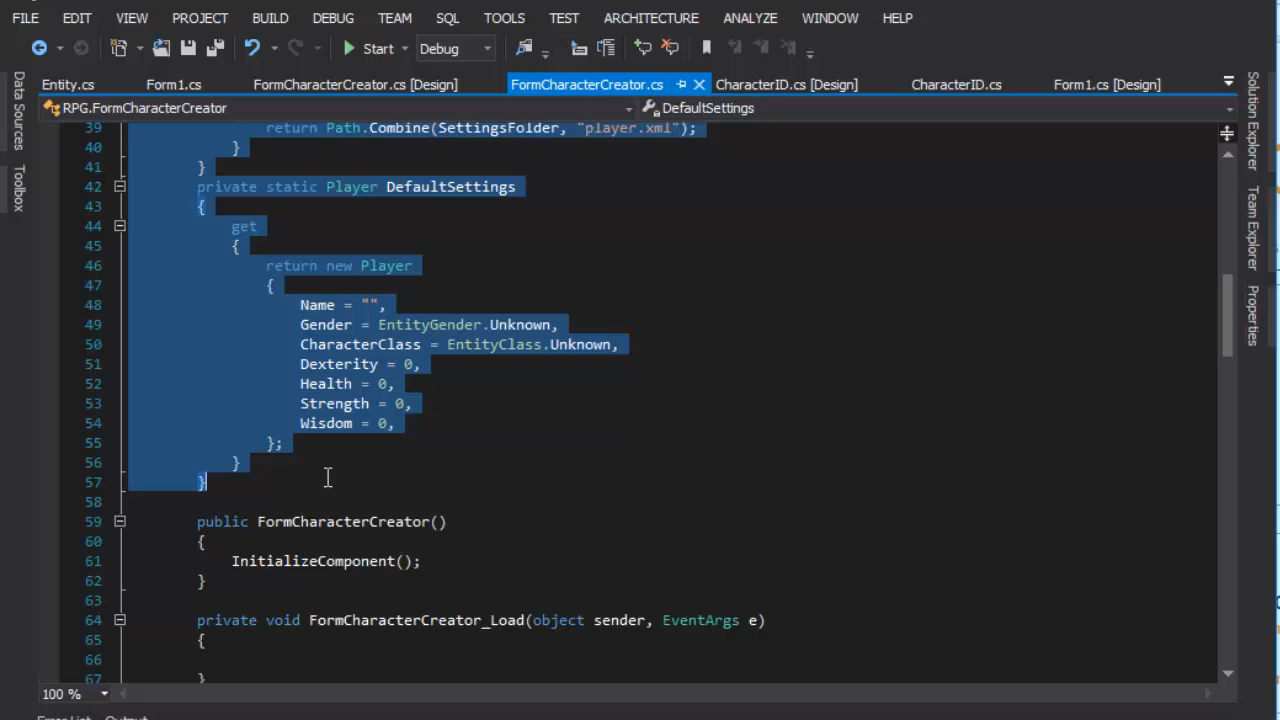 FILE EDIT VIEW PROJECT BUILD DEBUG TEAM SQL TOOLS TEST ARCHITECTURE ANALYZE WINDOW HELP
Start Debug
Entity.cs Form1.cs FormCharacterCreator.cs [Design] FormCharacterCreator.cs CharacterID.cs [Design] CharacterID.cs Form1.cs [Design]
RPG.FormCharacterCreator DefaultSettings
Data Sources
Toolbox
39 return Path.Combine(SettingsFolder, "player.xml");
40 }
41 }
42 private static Player DefaultSettings
43 {
44 get
45 {
46 return new Player
47 {
48 Name = "",
49 Gender = EntityGender.Unknown,
50 CharacterClass = EntityClass.Unknown,
51 Dexterity = 0,
52 Health = 0,
53 Strength = 0,
54 Wisdom = 0,
55 };
56 }
57 }
58
59 public FormCharacterCreator()
60 {
61 InitializeComponent();
62 }
63
64 private void FormCharacterCreator_Load(object sender, EventArgs e)
65 {
66
67 }
Solution Explorer
Team Explorer
Properties
100 %
Error List Output